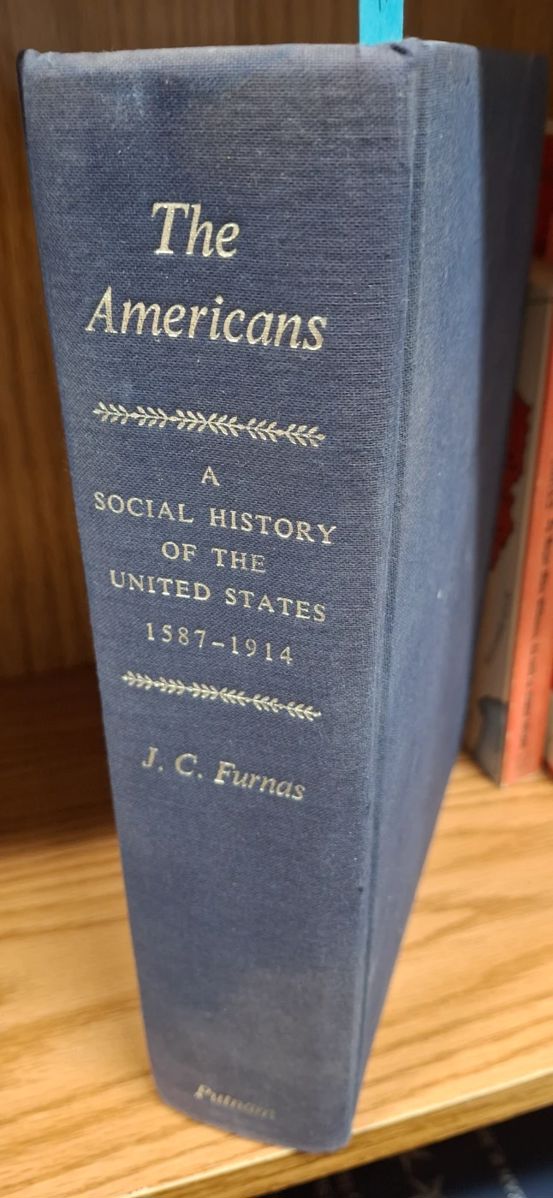 The
Americans
A
SOCIAL HISTORY
OF THE
UNITED STATES
1587–1914
J. C. Furnas
Putnam